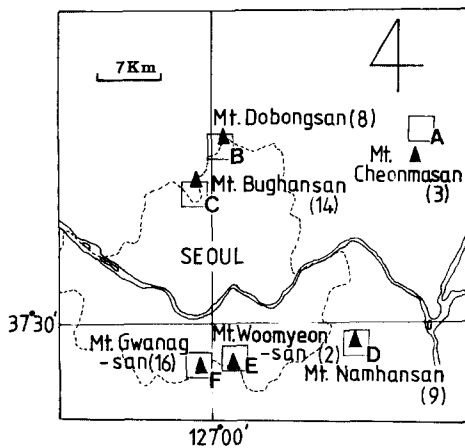 7Km
Mt. Dobongsan (8)
B
A
Mt.
Cheonmasan
(3)
Mt. Bughansan
(14)
C
SEOUL
37°30'
Mt. Gwanag
-san(16)
F
Mt. Woomyeon
-san (2)
E
D
Mt. Namhansan
(9)
127°00'